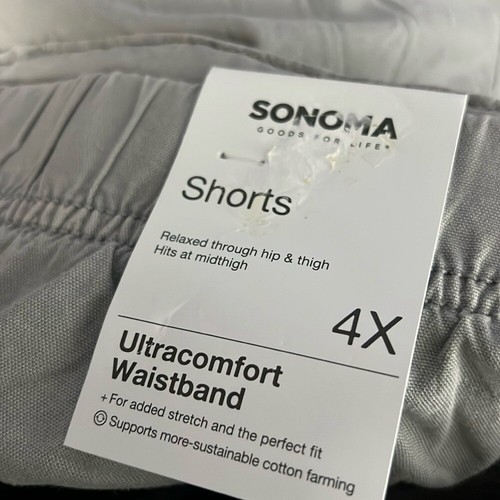 SONOMA
GOODS FOR LIFE®
Shorts
Relaxed through hip & thigh
Hits at midthigh
4X
Ultracomfort
Waistband
+ For added stretch and the perfect fit
Supports more-sustainable cotton farming